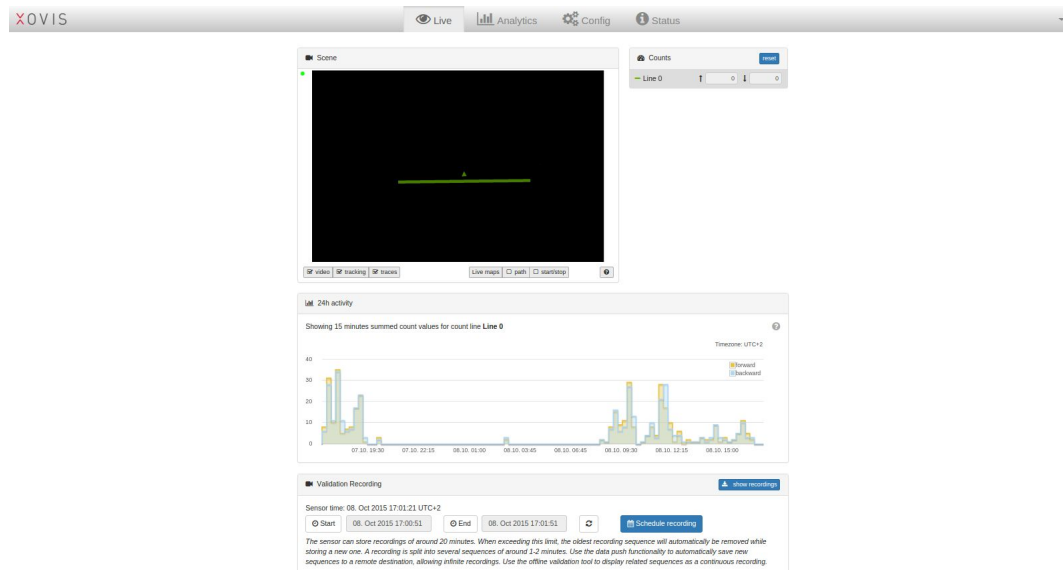 XOVIS
Live
Analytics
Config
Status
Scene
video
tracking
traces
Live maps
path
start/stop
Counts
reset
Line 0
0
0
24h activity
Showing 15 minutes summed count values for count line Line 0
Timezone: UTC+2
forward
backward
40
30
20
10
0
07.10. 19:30 07.10. 22:15 08.10. 01:00 08.10. 03:45 08.10. 06:45 08.10. 09:30 08.10. 12:15 08.10. 15:00
Validation Recording
show recordings
Sensor time: 08. Oct 2015 17:01:21 UTC+2
Start 08. Oct 2015 17:00:51 End 08. Oct 2015 17:01:51 Schedule recording
The sensor can store recordings of around 20 minutes. When exceeding this limit, the oldest recording sequence will automatically be removed while
storing a new one. A recording is split into several sequences of around 1-2 minutes. Use the data push functionality to automatically save new
sequences to a remote destination, allowing infinite recordings. Use the offline validation tool to display related sequences as a continuous recording.